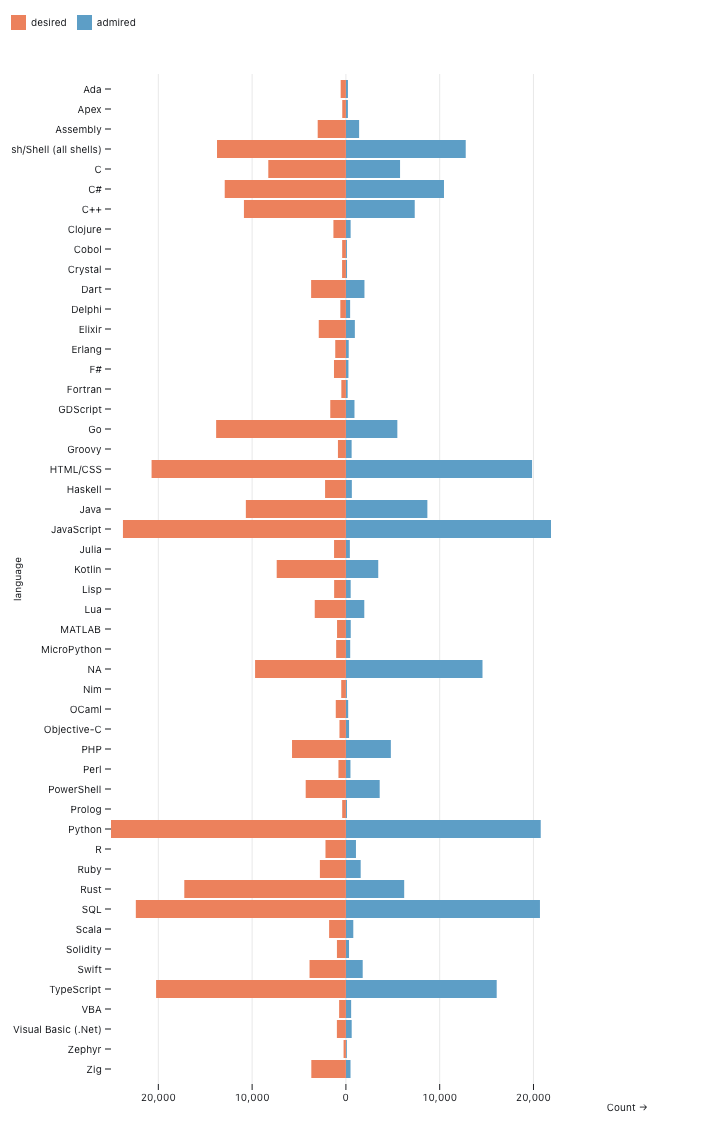 desired
admired
Ada
Apex
Assembly
sh/Shell (all shells)
C
C#
C++
Clojure
Cobol
Crystal
Dart
Delphi
Elixir
Erlang
F#
Fortran
GDScript
Go
Groovy
HTML/CSS
Haskell
Java
JavaScript
Julia
language
Kotlin
Lisp
Lua
MATLAB
MicroPython
NA
Nim
OCaml
Objective-C
PHP
Perl
PowerShell
Prolog
Python
R
Ruby
Rust
SQL
Scala
Solidity
Swift
TypeScript
VBA
Visual Basic (.Net)
Zephyr
Zig
20,000 10,000 0 10,000 20,000
Count →